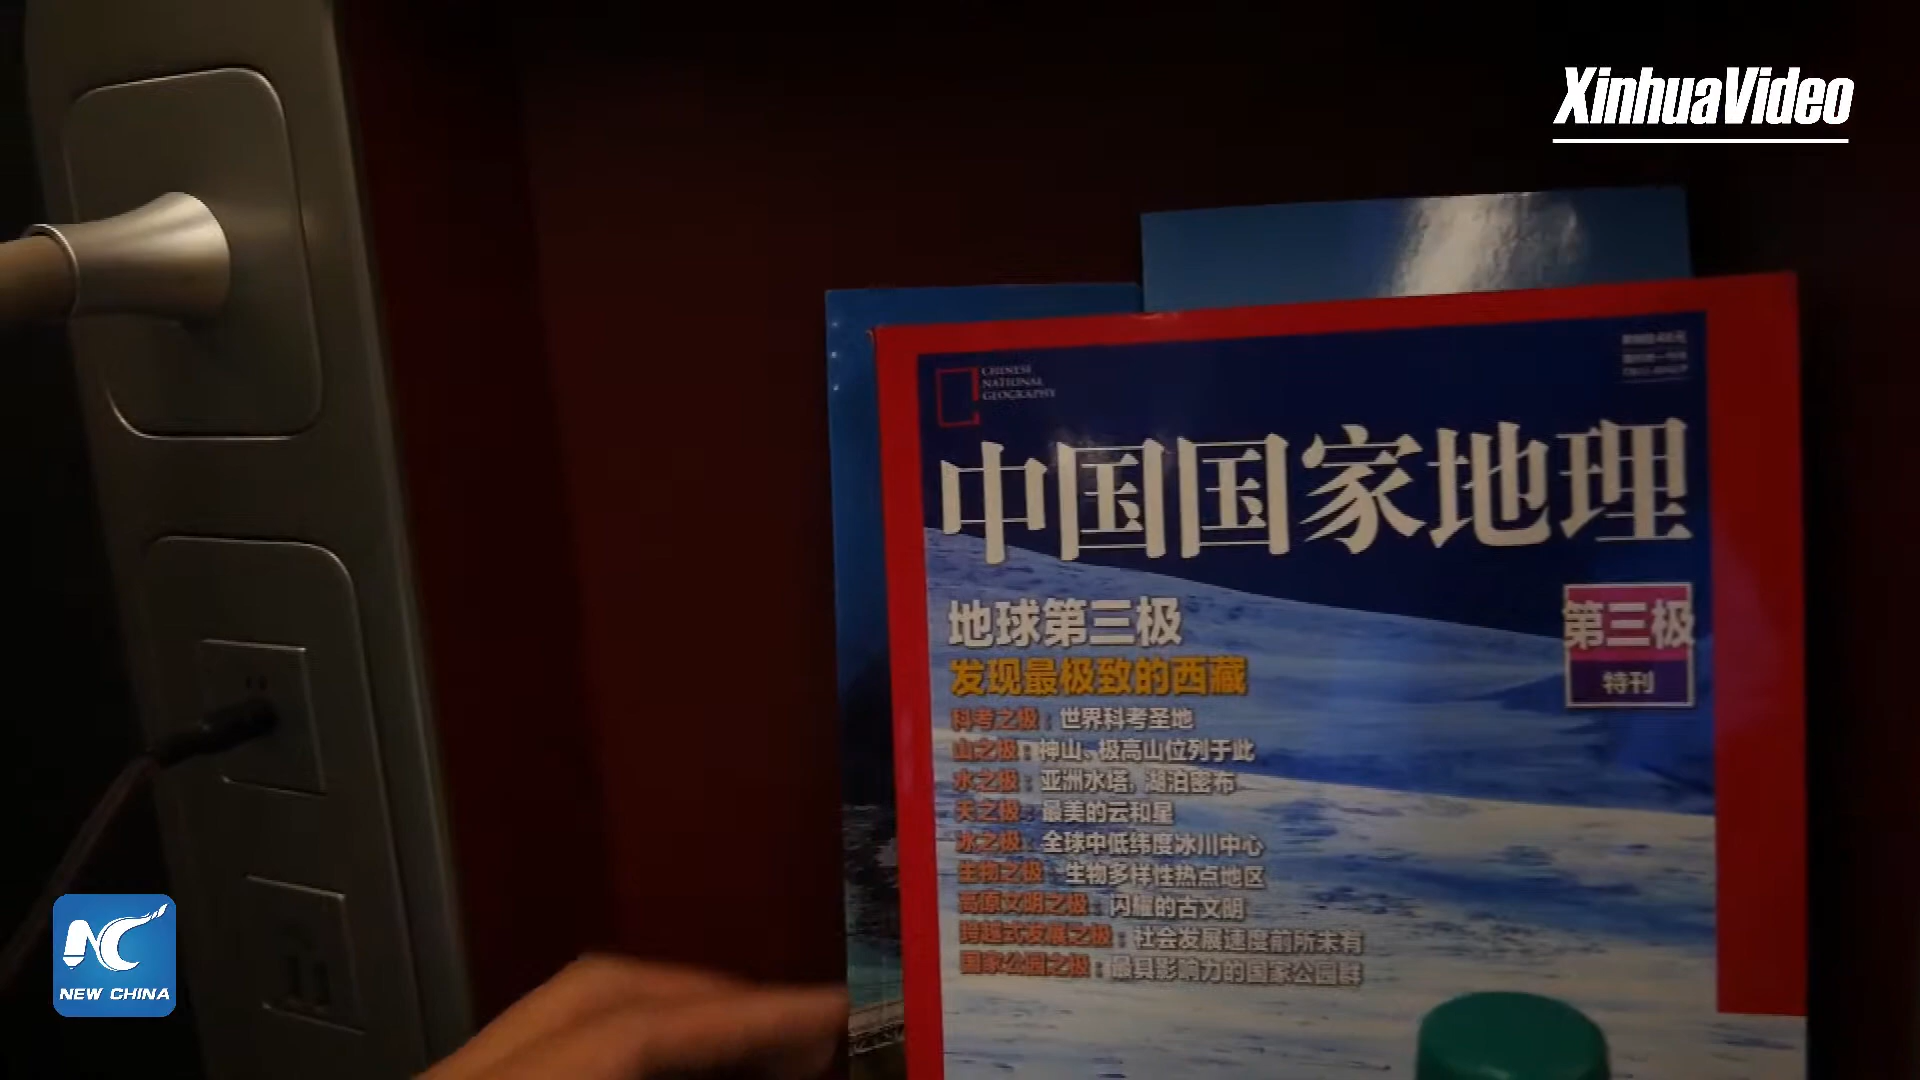 XinhuaVideo
CHINESE
NATIONAL
GEOGRAPHY
中国国家地理
地球第三极
第三极
特刊
发现最极致的西藏
科考之极：世界科考圣地
山之极：神山、极高山位列于此
水之极：亚洲水塔，湖泊密布
天之极：最美的云和星
冰之极：全球中低纬度冰川中心
生物之极：生物多样性热点地区
高原文明之极：闪耀的古文明
跨越式发展之极：社会发展速度前所未有
国家公园之极：最具影响力的国家公园群
NC
NEW CHINA